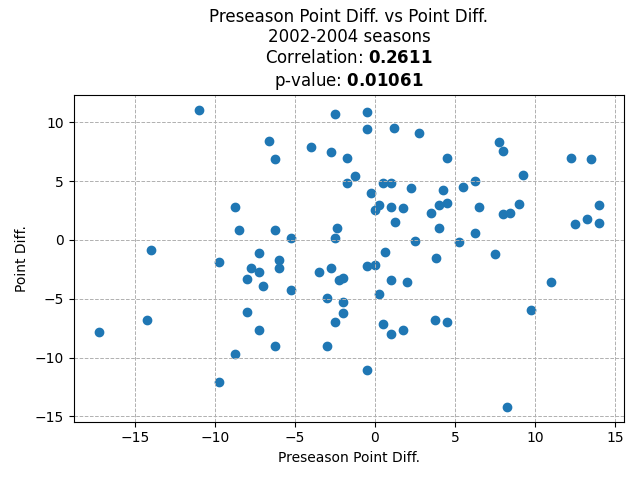 Preseason Point Diff. vs Point Diff.
2002-2004 seasons
Correlation: 0.2611
p-value: 0.01061
10
5
0
−5
−10
−15
Point Diff.
−15 −10 −5 0 5 10 15
Preseason Point Diff.